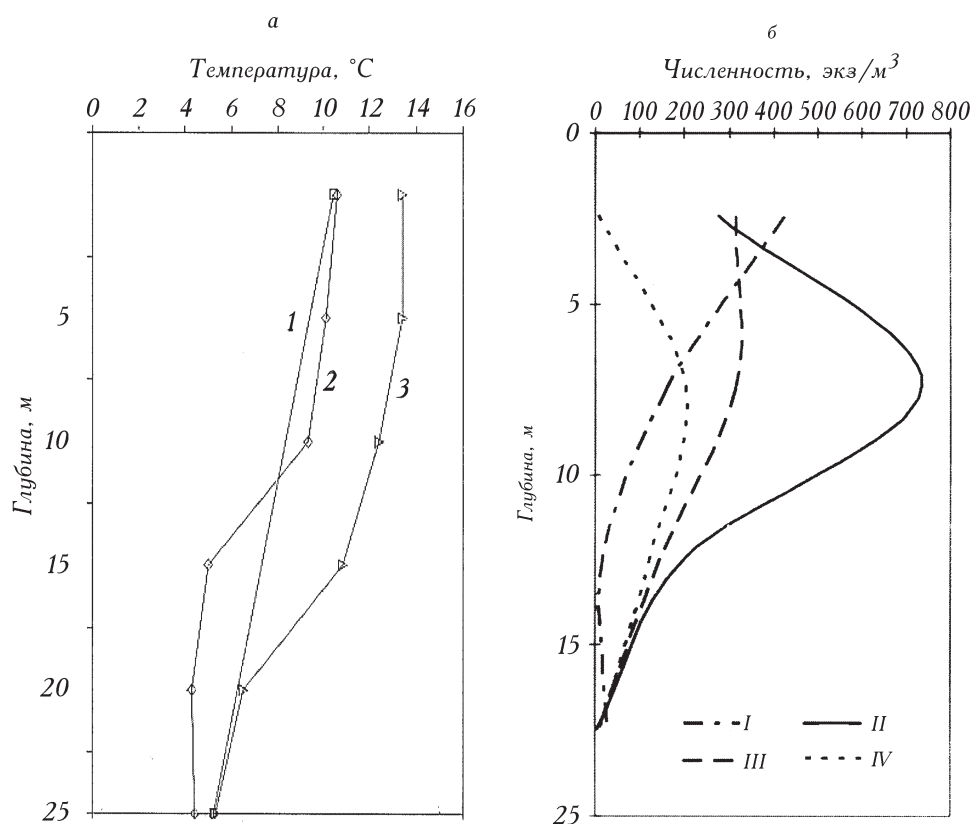 а
Температура, °C
0 2 4 6 8 10 12 14 16
5
10
15
20
25
Глубина, м
1
2
3
б
Численность, экз/м³
0 100 200 300 400 500 600 700 800
0
5
10
15
25
Глубина, м
I II
III IV